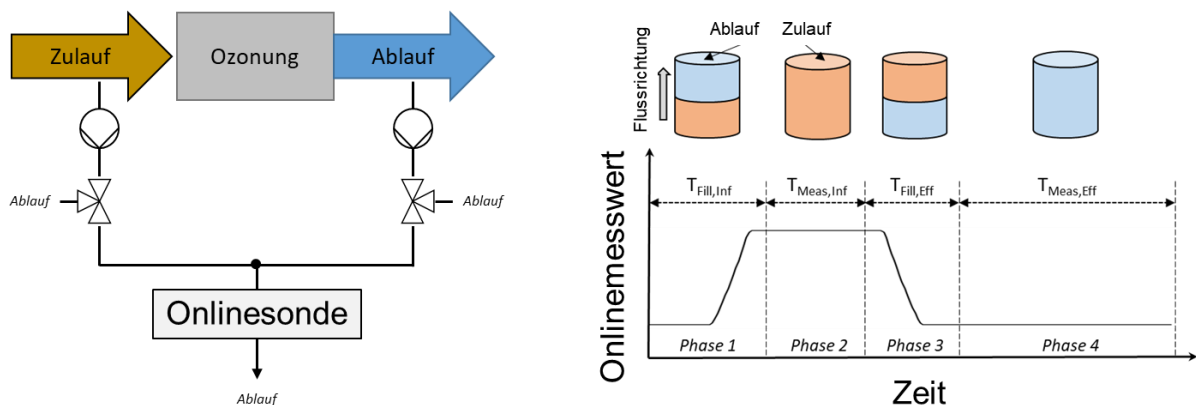 Zulauf
Ozonung
Ablauf
Ablauf
Ablauf
Onlinesonde
Ablauf
Ablauf
Zulauf
Flussrichtung
Onlinemesswert
T_Fill,Inf
T_Meas,Inf
T_Fill,Eff
T_Meas,Eff
Phase 1
Phase 2
Phase 3
Phase 4
Zeit